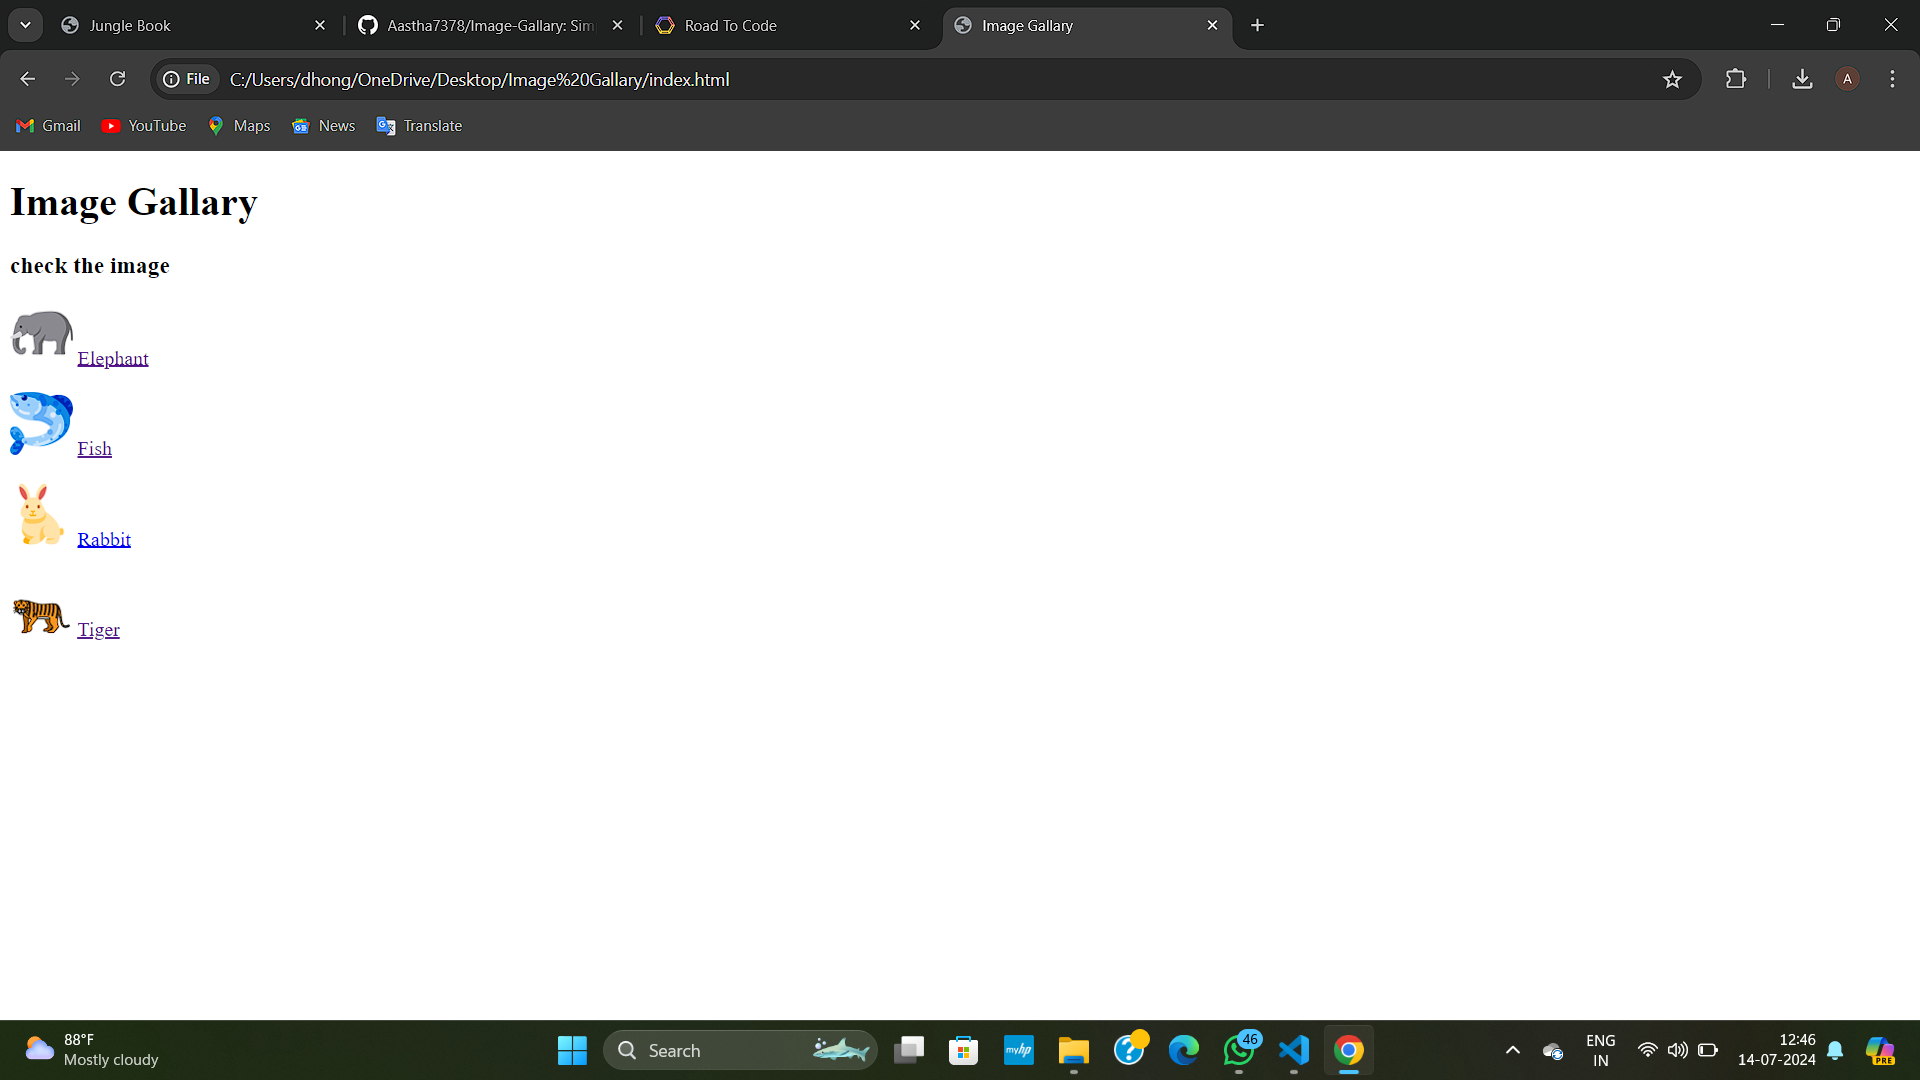 Jungle Book
Aastha7378/Image-Gallary: Sim
Road To Code
Image Gallary
File
C:/Users/dhong/OneDrive/Desktop/Image%20Gallary/index.html
A
Gmail
YouTube
Maps
News
Translate
Image Gallary
check the image
Elephant
Fish
Rabbit
Tiger
88°F
Mostly cloudy
Search
myhp
46
ENG
IN
12:46
14-07-2024
PRE